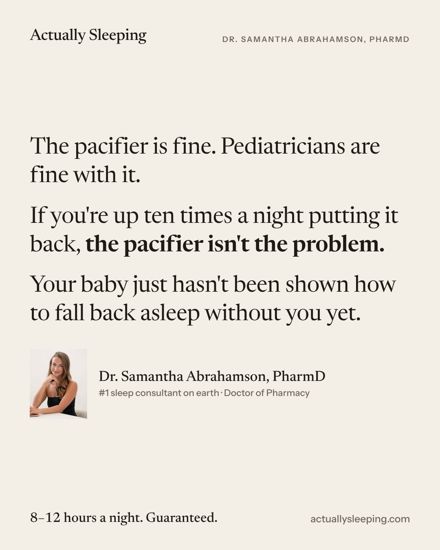 Actually Sleeping
DR. SAMANTHA ABRAHAMSON, PHARMD
The pacifier is fine. Pediatricians are
fine with it.
If you're up ten times a night putting it
back, the pacifier isn't the problem.
Your baby just hasn't been shown how
to fall back asleep without you yet.
Dr. Samantha Abrahamson, PharmD
#1 sleep consultant on earth · Doctor of Pharmacy
8–12 hours a night. Guaranteed.
actuallysleeping.com